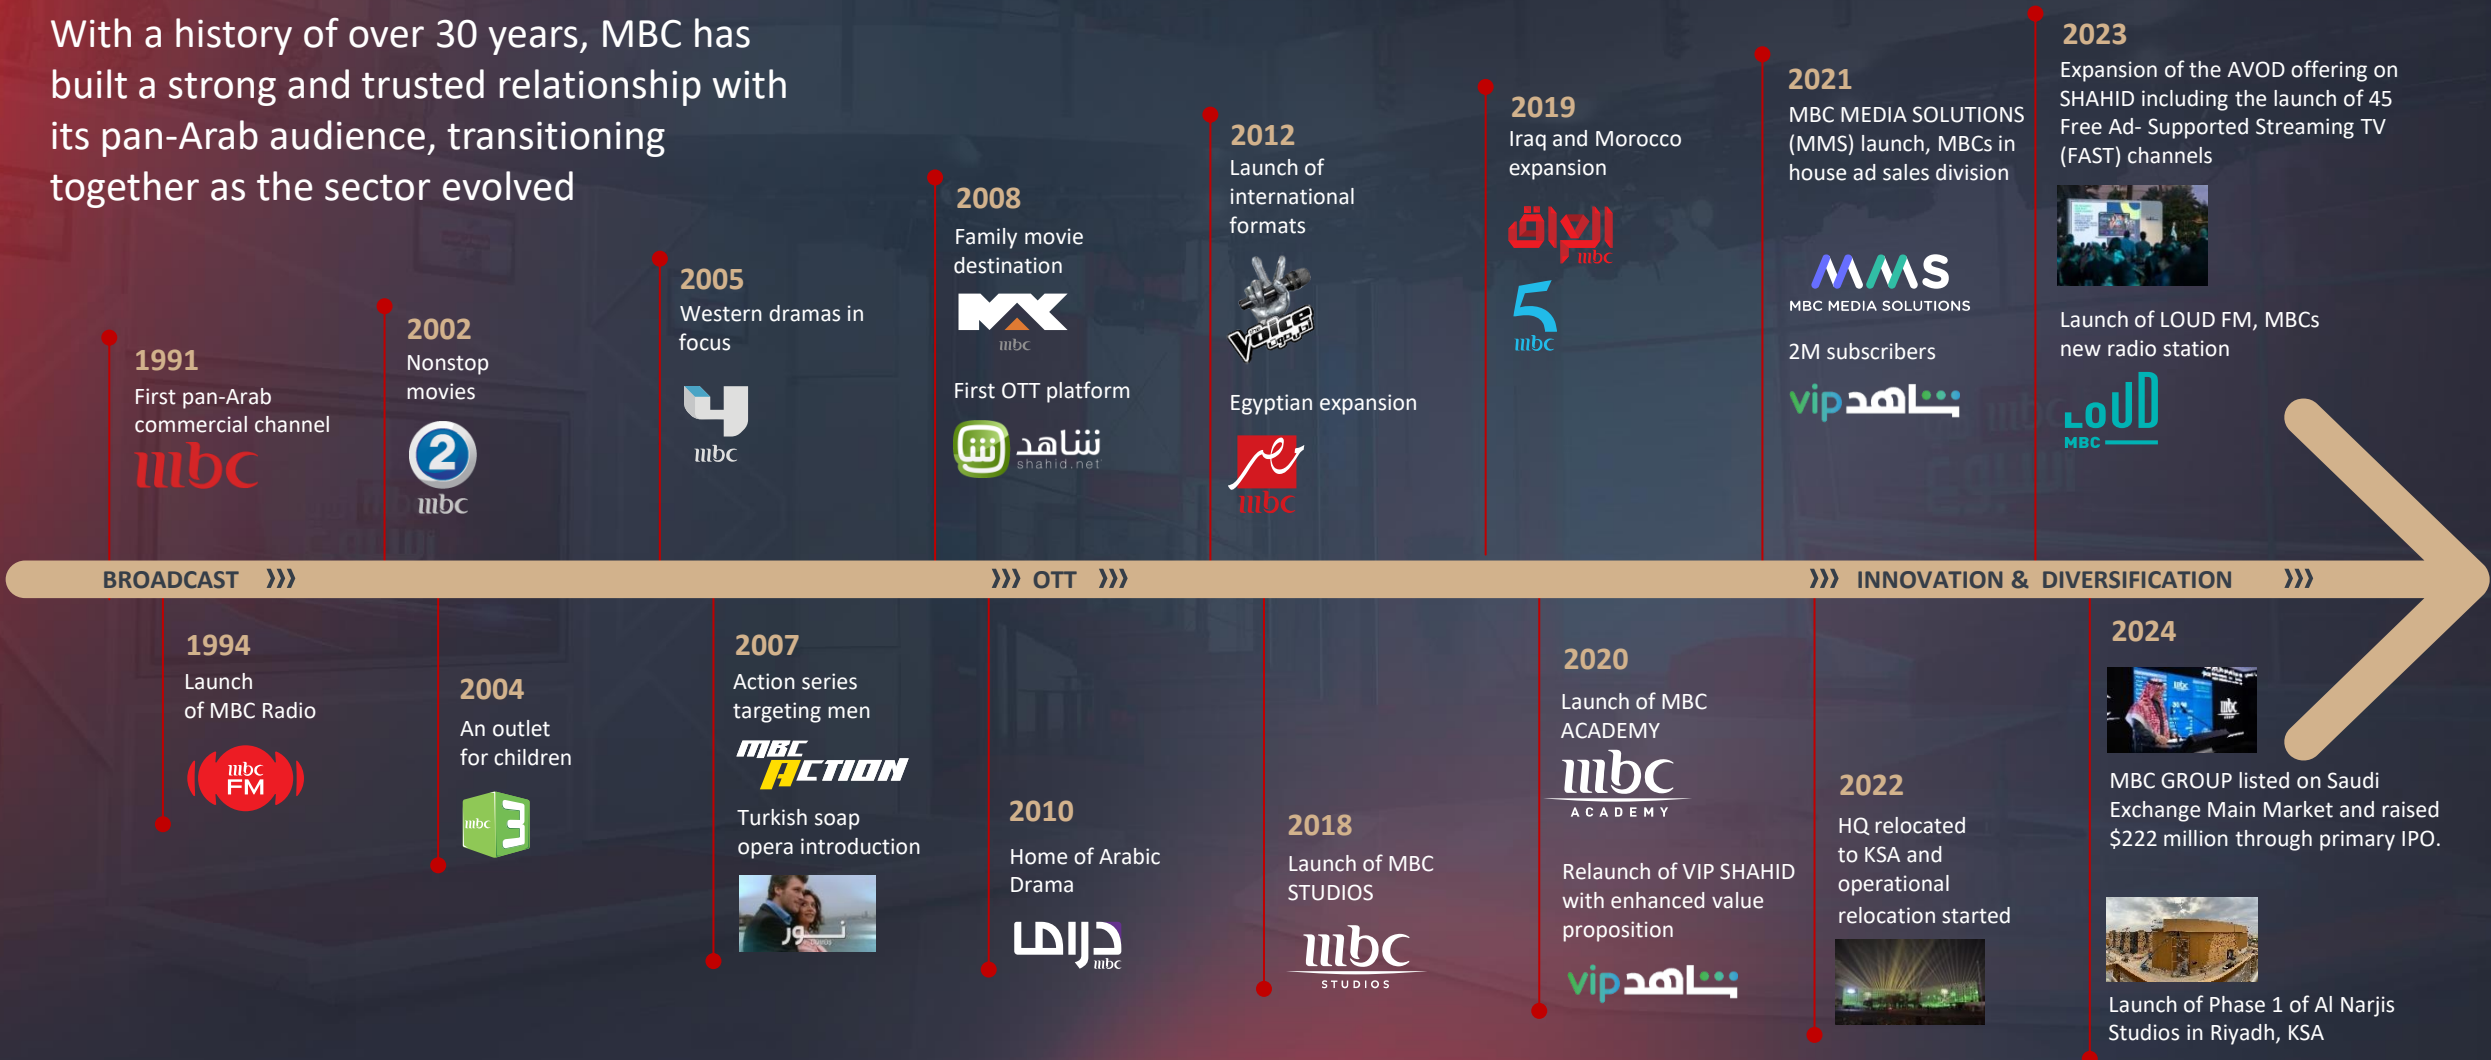 With a history of over 30 years, MBC has
built a strong and trusted relationship with
its pan-Arab audience, transitioning
together as the sector evolved
1991
First pan-Arab
commercial channel
mbc
2002
Nonstop
movies
2
mbc
2005
Western dramas in
focus
4
mbc
2008
Family movie
destination
MAX
mbc
First OTT platform
شاهد
shahid.net
2012
Launch of
international
formats
the Voice
Egyptian expansion
مصر
mbc
2019
Iraq and Morocco
expansion
العراق
mbc
5
mbc
2021
MBC MEDIA SOLUTIONS
(MMS) launch, MBCs in
house ad sales division
MMS
MBC MEDIA SOLUTIONS
2M subscribers
vip شاهد
2023
Expansion of the AVOD offering on
SHAHID including the launch of 45
Free Ad- Supported Streaming TV
(FAST) channels
Launch of LOUD FM, MBCs
new radio station
LOUD
MBC
BROADCAST ❯❯❯ ❯❯❯ OTT ❯❯❯ ❯❯❯ INNOVATION & DIVERSIFICATION ❯❯❯
1994
Launch
of MBC Radio
mbc
FM
2004
An outlet
for children
mbc 3
2007
Action series
targeting men
MBC
ACTION
Turkish soap
opera introduction
نور
2010
Home of Arabic
Drama
دراما
mbc
2018
Launch of MBC
STUDIOS
mbc
STUDIOS
2020
Launch of MBC
ACADEMY
mbc
ACADEMY
Relaunch of VIP SHAHID
with enhanced value
proposition
vip شاهد
2022
HQ relocated
to KSA and
operational
relocation started
2024
mbc
MBC GROUP listed on Saudi
Exchange Main Market and raised
$222 million through primary IPO.
Launch of Phase 1 of Al Narjis
Studios in Riyadh, KSA